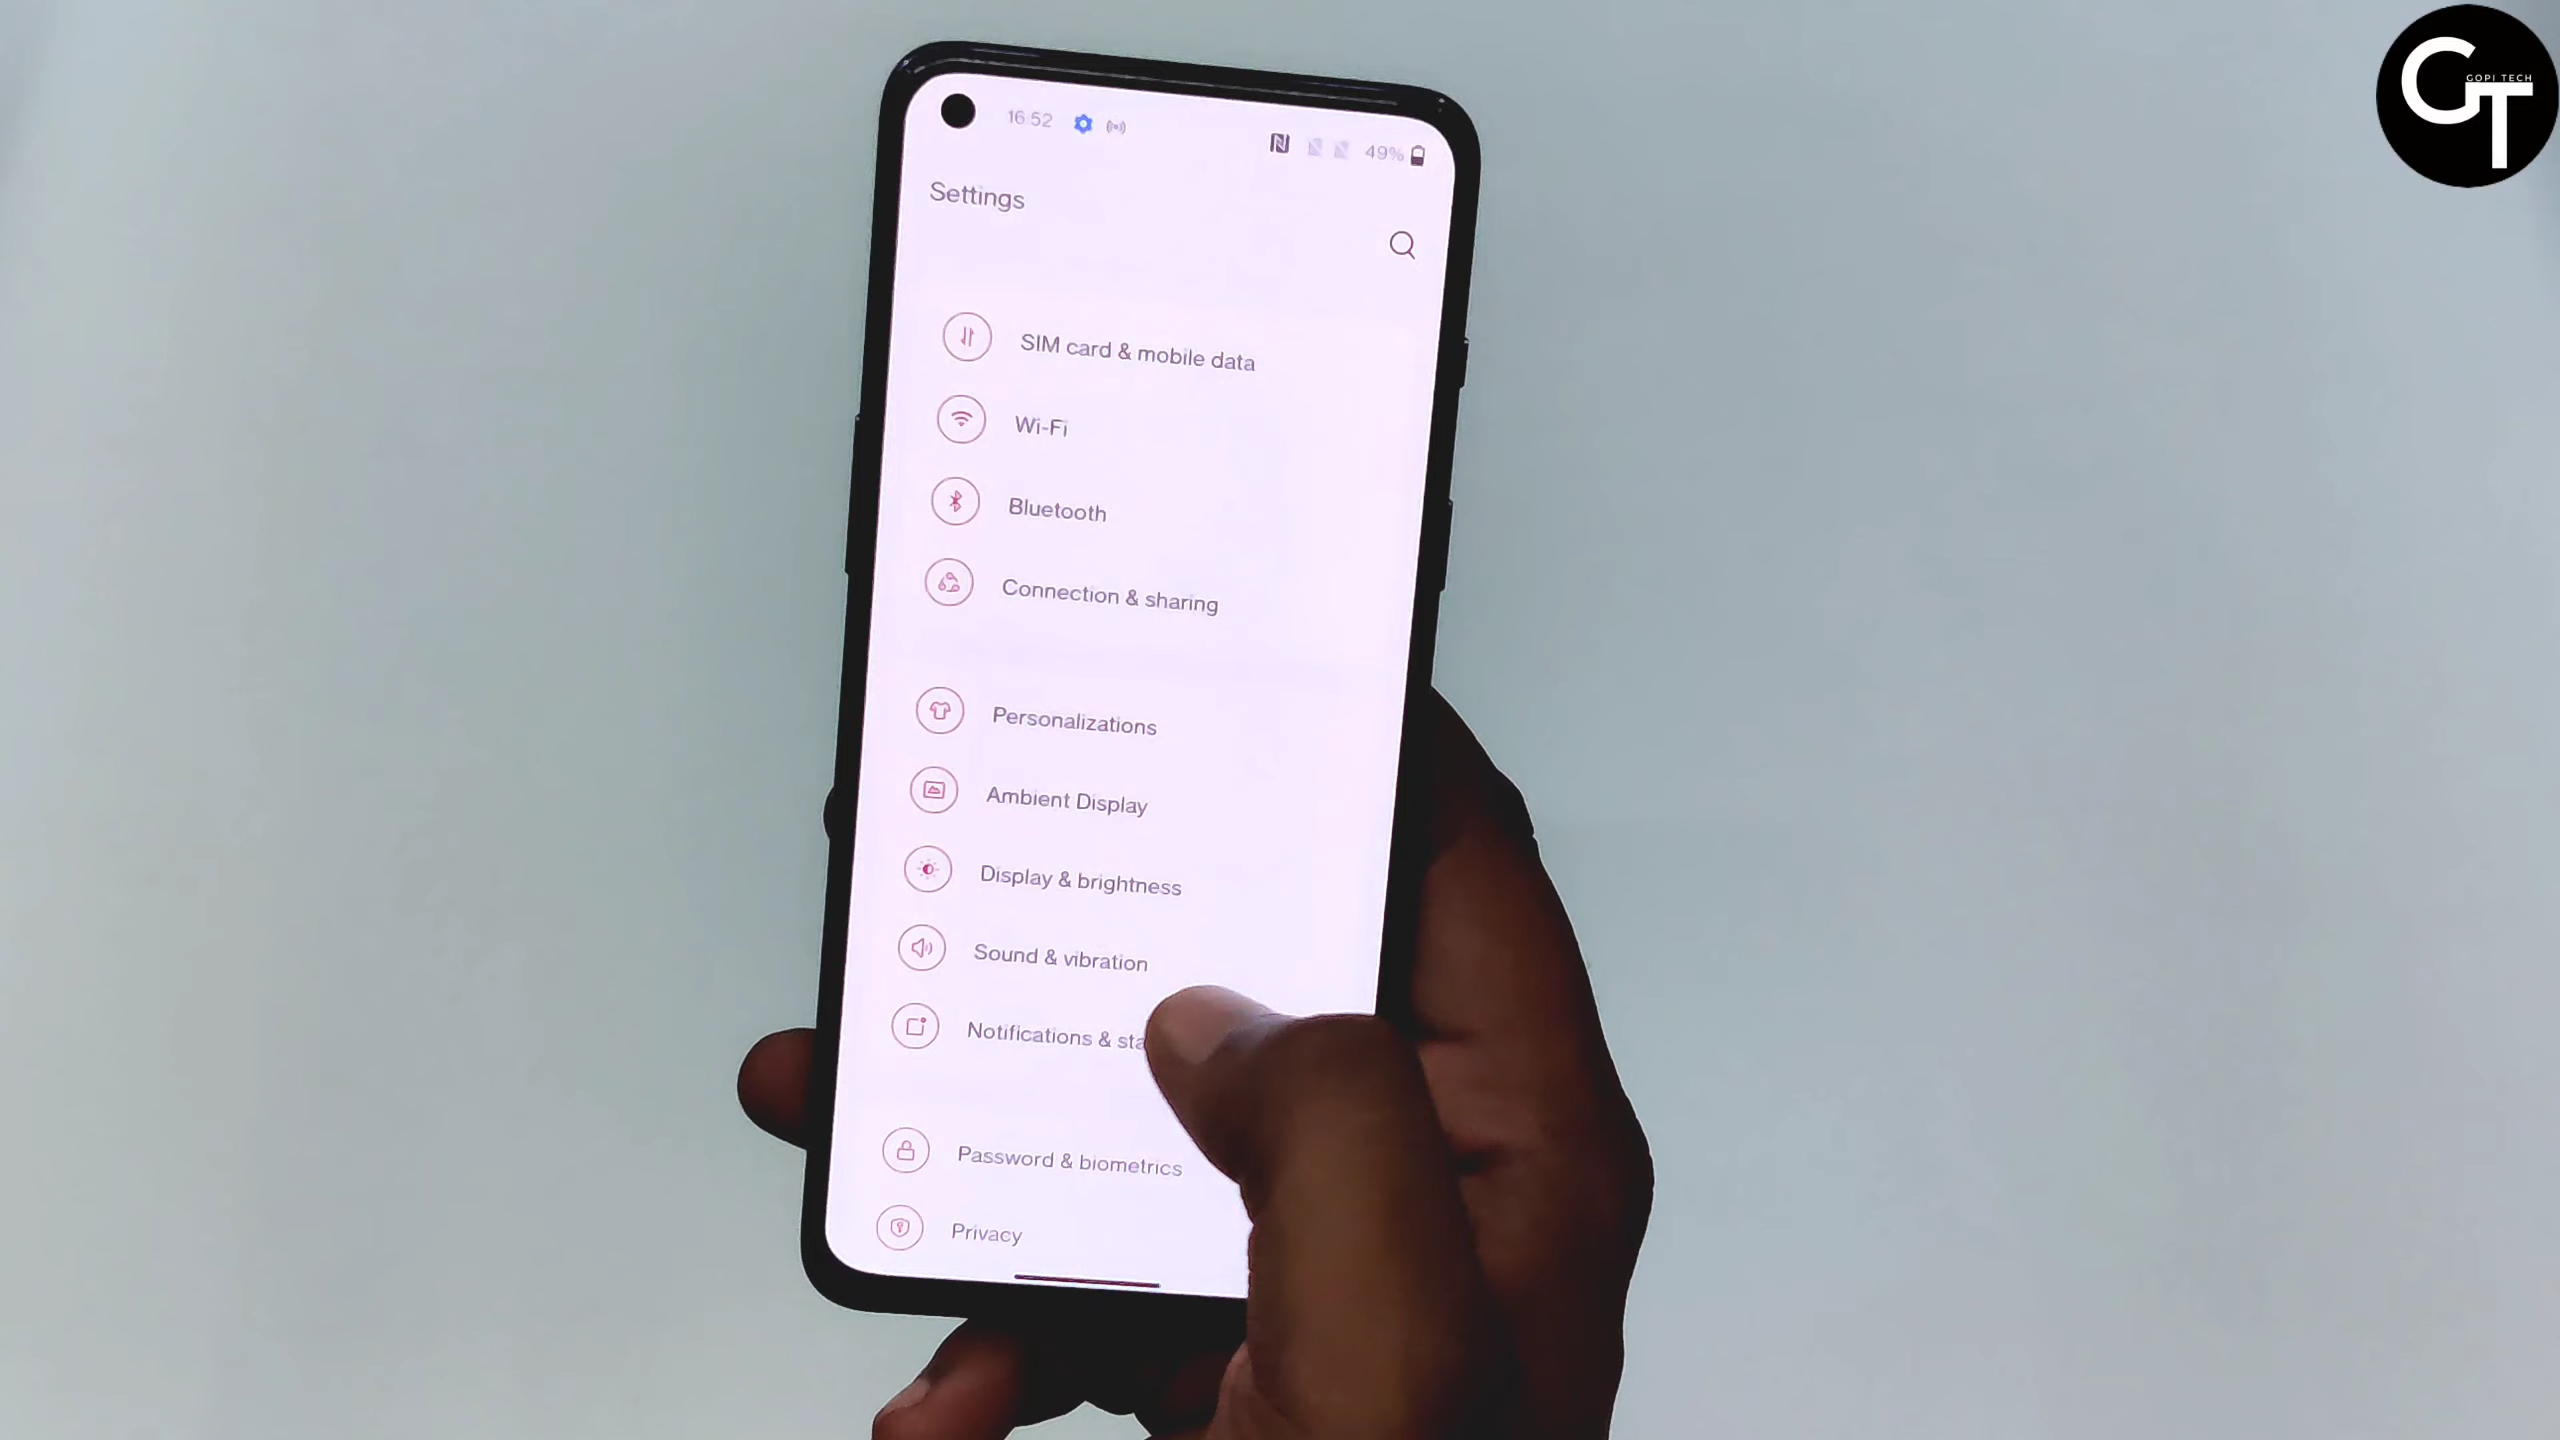 GOPI TECH
GT
16:52
49%
Settings
SIM card & mobile data
Wi-Fi
Bluetooth
Connection & sharing
Personalizations
Ambient Display
Display & brightness
Sound & vibration
Notifications & sta
Password & biometrics
Privacy